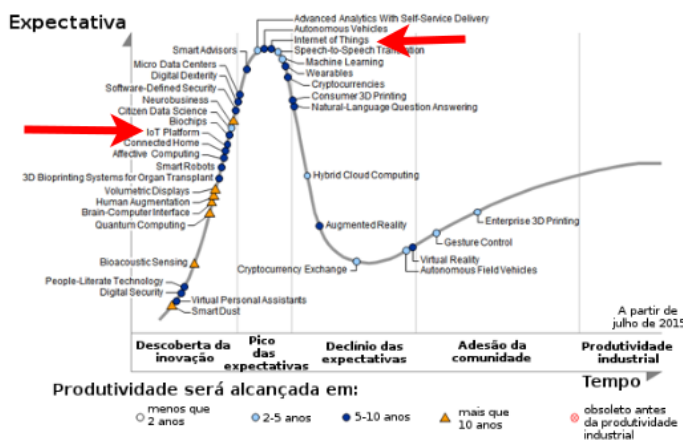 Expectativa
Advanced Analytics With Self-Service Delivery
Autonomous Vehicles
Internet of Things
Speech-to-Speech Translation
Machine Learning
Wearables
Cryptocurrencies
Consumer 3D Printing
Natural-Language Question Answering
Smart Advisors
Micro Data Centers
Digital Dexterity
Software-Defined Security
Neurobusiness
Citizen Data Science
Biochips
IoT Platform
Connected Home
Affective Computing
Smart Robots
3D Bioprinting Systems for Organ Transplant
Volumetric Displays
Human Augmentation
Brain-Computer Interface
Quantum Computing
Bioacoustic Sensing
People-Literate Technology
Digital Security
Virtual Personal Assistants
Smart Dust
Hybrid Cloud Computing
Augmented Reality
Cryptocurrency Exchange
Enterprise 3D Printing
Gesture Control
Virtual Reality
Autonomous Field Vehicles
A partir de
julho de 2015
Descoberta da
inovação
Pico
das
expectativas
Declínio das
expectativas
Adesão da
comunidade
Produtividade
industrial
Tempo
Produtividade será alcançada em:
menos que
2 anos
2-5 anos
5-10 anos
mais que
10 anos
obsoleto antes
da produtividade
industrial